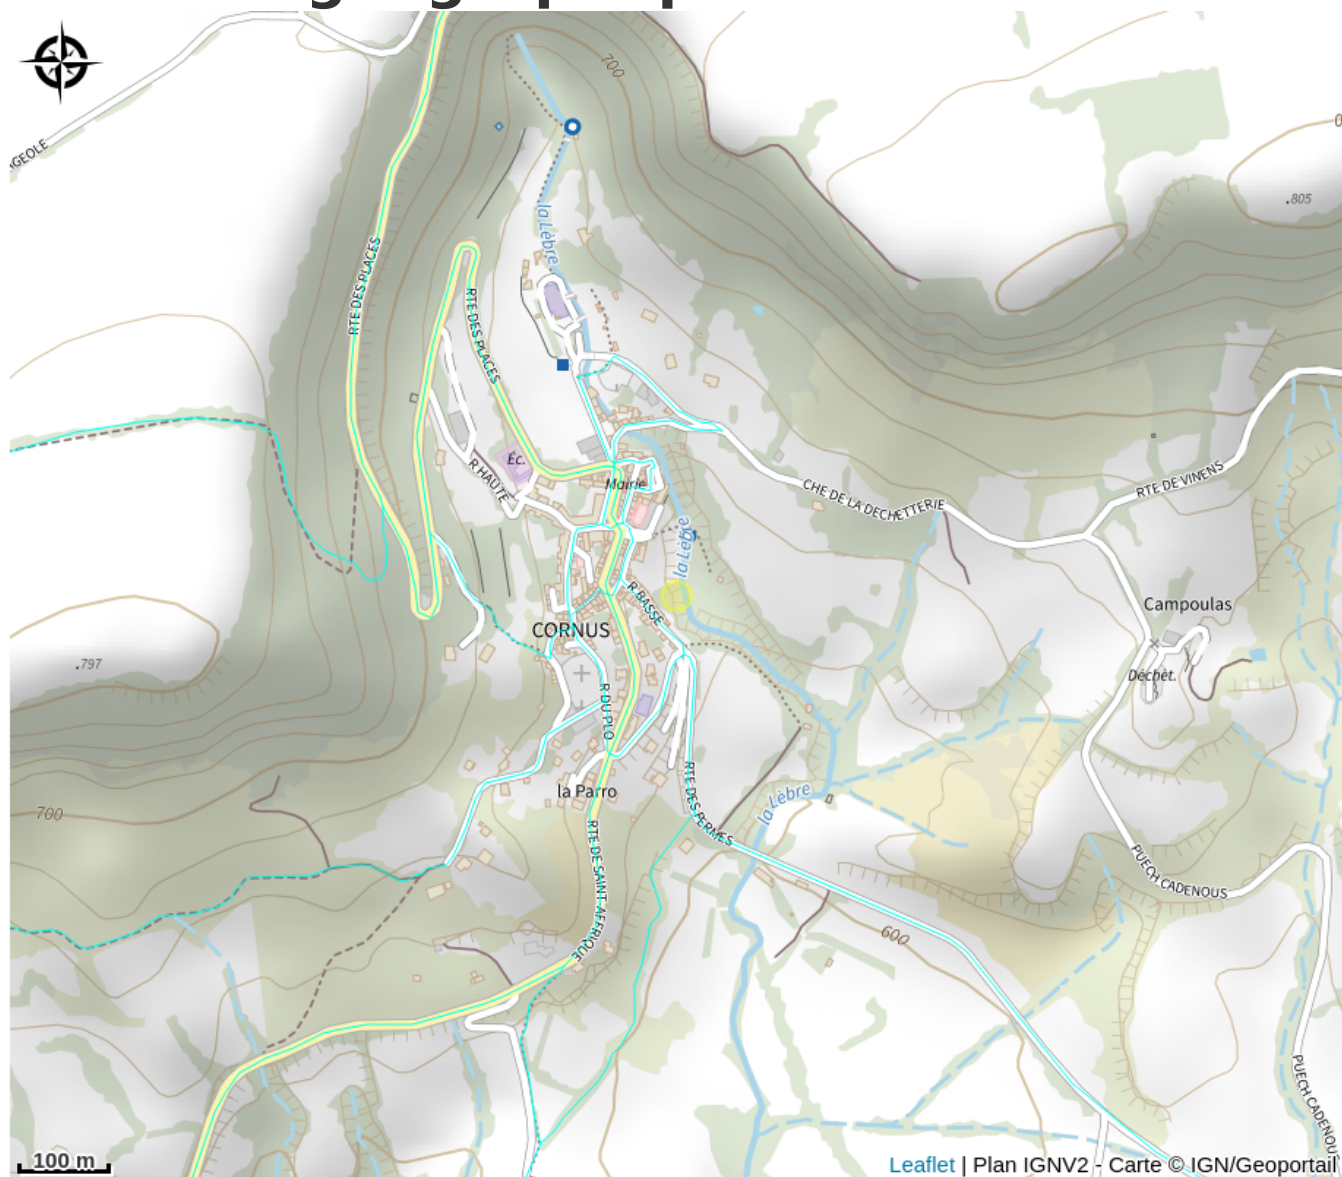 700
0
GEOLE
.805
la Lèbre
RTE DES PLACES
RTE DES PLACES
Éc.
R HAUTE
Mairie
RTE DE VINENS
CHE DE LA DECHETTERIE
la Lèbre
R BASSE
Campoulas
CORNUS
.797
Déchèt.
R DU PLO
la Parro
la Lèbre
RTE DES FERMES
700
RTE DE SAINT-AFFRIQUE
PUECH CADENOUS
600
PUECH CADENOUS
100 m
Leaflet | Plan IGNV2 - Carte © IGN/Geoportail